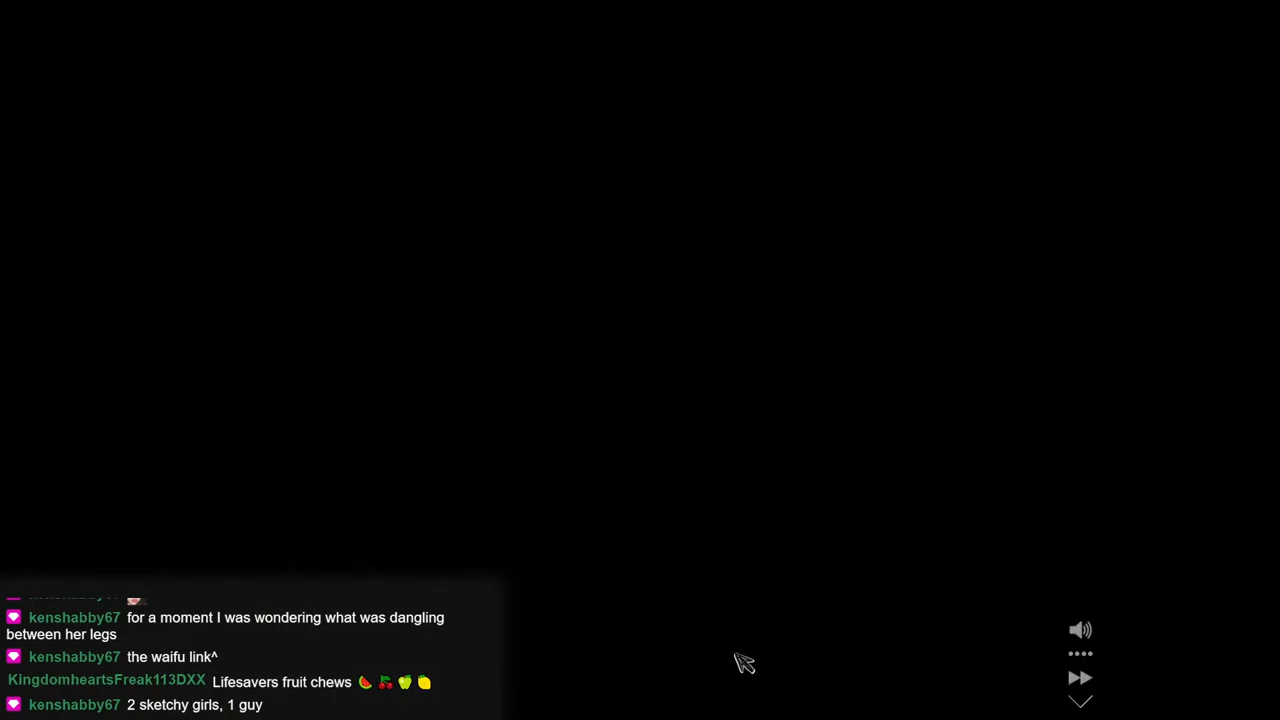 kenshabby67 for a moment I was wondering what was dangling
between her legs
kenshabby67 the waifu link^
KingdomheartsFreak113DXX Lifesavers fruit chews 🍉 🍒 🍏 🍋
kenshabby67 2 sketchy girls, 1 guy